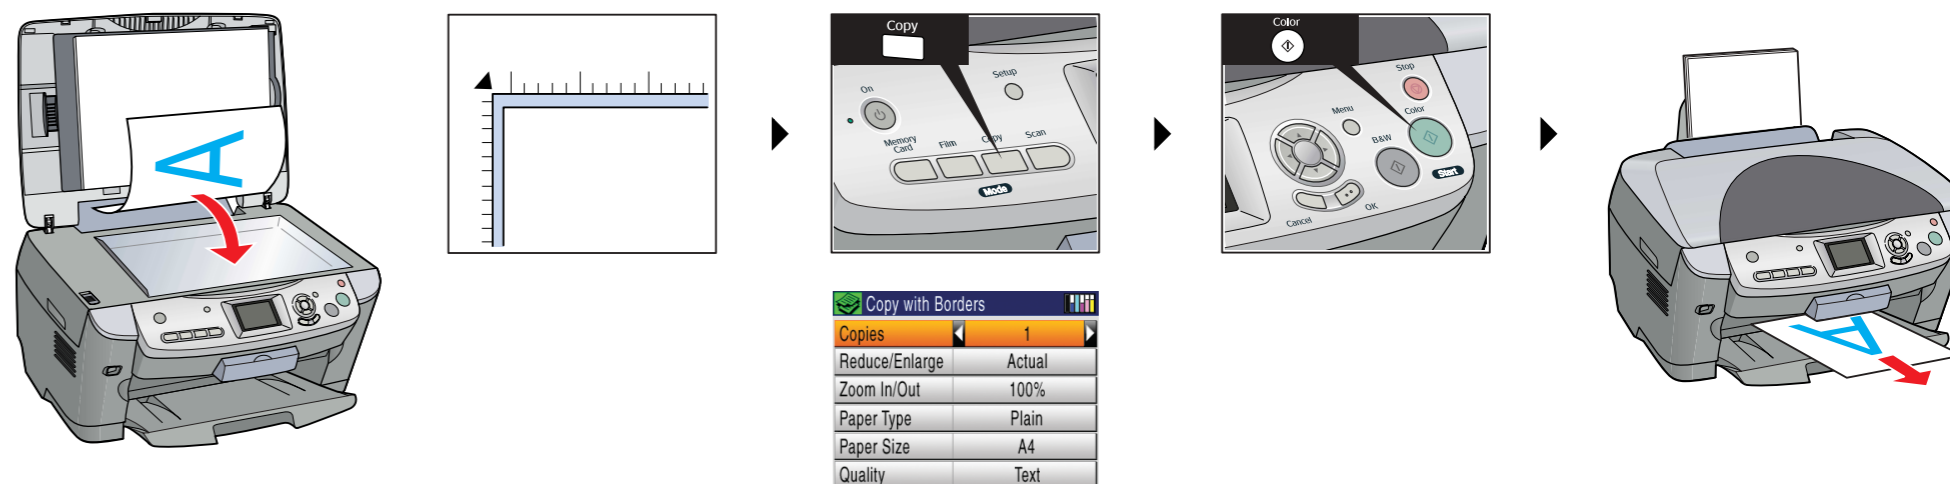 A
Copy
On
Setup
Memory Card
Film
Copy
Scan
Mode
Color
Stop
Menu
Color
B&W
Start
Cancel
OK
A
Copy with Borders
Copies 1
Reduce/Enlarge Actual
Zoom In/Out 100%
Paper Type Plain
Paper Size A4
Quality Text